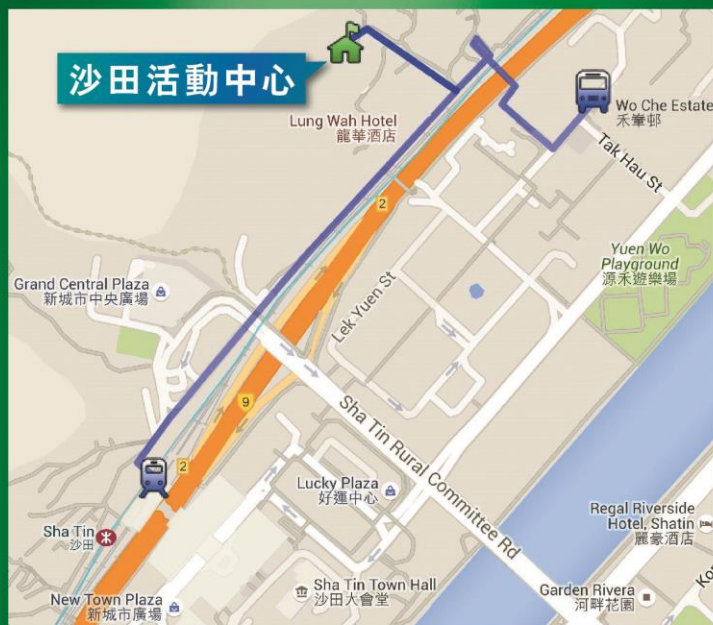 沙田活動中心
Lung Wah Hotel
龍華酒店
Wo Che Estate
禾輋邨
Tak Hau St
2
Yuen Wo
Playground
源禾遊樂場
Grand Central Plaza
新城市中央廣場
Lek Yuen St
9
Sha Tin Rural Committee Rd
2
Lucky Plaza
好運中心
Sha Tin
沙田
Regal Riverside
Hotel, Shatin
麗豪酒店
Sha Tin Town Hall
沙田大會堂
Garden Rivera
河畔花園
New Town Plaza
新城市廣場